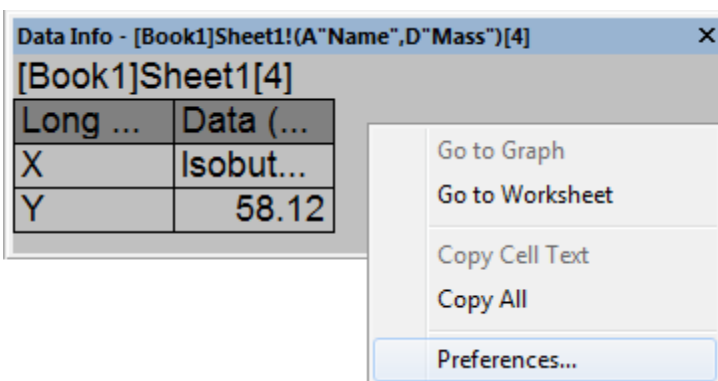 Data Info - [Book1]Sheet1!(A"Name",D"Mass")[4]
[Book1]Sheet1[4]
Long ... Data (...
X Isobut...
Y 58.12
Go to Graph
Go to Worksheet
Copy Cell Text
Copy All
Preferences...